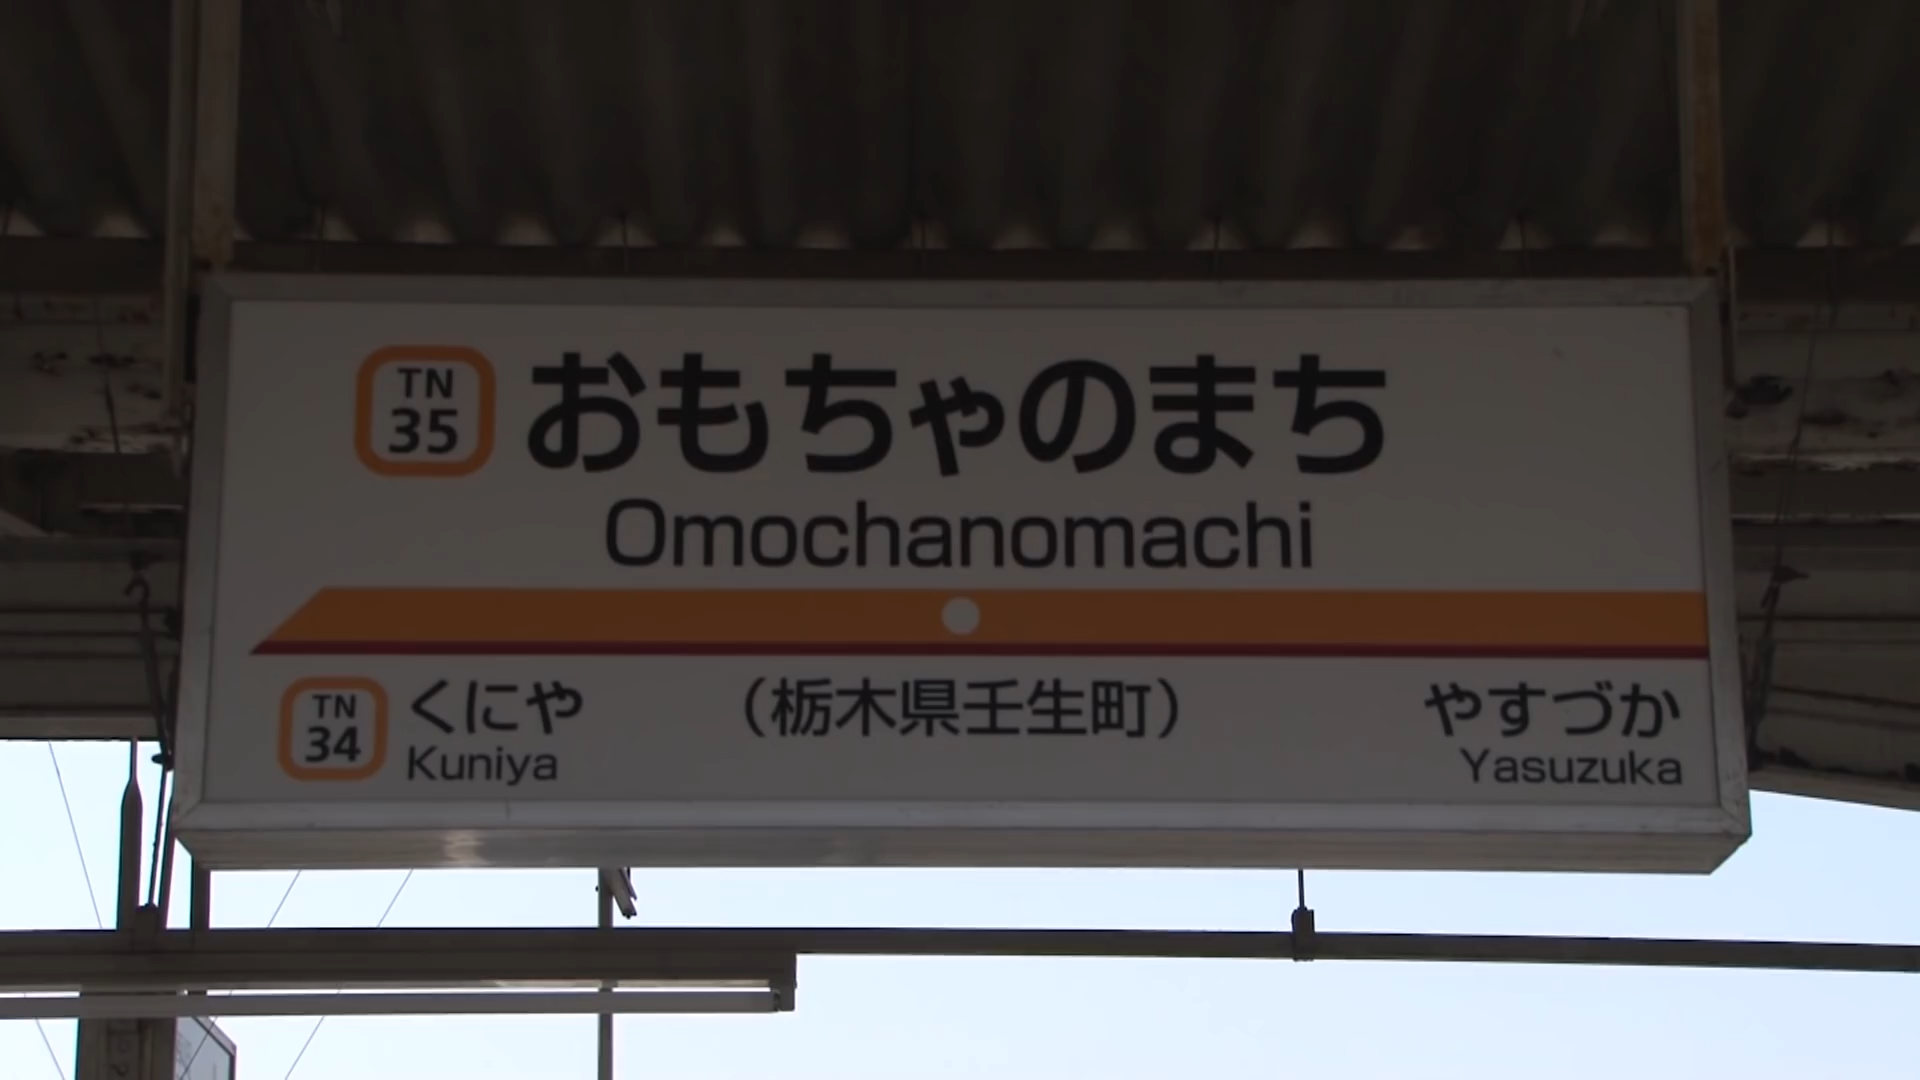 TN
35
おもちゃのまち
Omochanomachi
TN
34
くにや
Kuniya
（栃木県壬生町）
やすづか
Yasuzuka